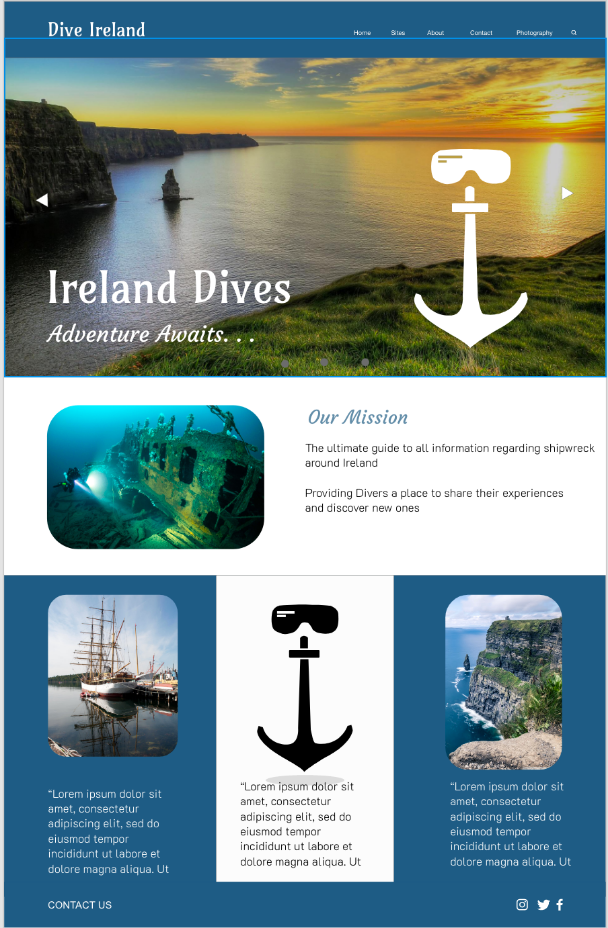 Dive Ireland
Home Sites About Contact Photography
Ireland Dives
Adventure Awaits. . .
Our Mission
The ultimate guide to all information regarding shipwreck
around Ireland
Providing Divers a place to share their experiences
and discover new ones
“Lorem ipsum dolor sit
amet, consectetur
adipiscing elit, sed do
eiusmod tempor
incididunt ut labore et
dolore magna aliqua. Ut
“Lorem ipsum dolor sit
amet, consectetur
adipiscing elit, sed do
eiusmod tempor
incididunt ut labore et
dolore magna aliqua. Ut
“Lorem ipsum dolor sit
amet, consectetur
adipiscing elit, sed do
eiusmod tempor
incididunt ut labore et
dolore magna aliqua. Ut
CONTACT US